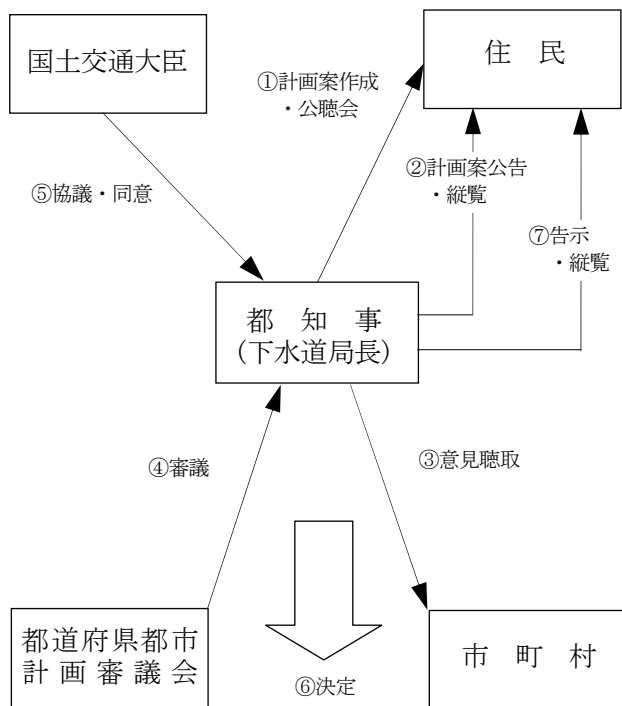 国土交通大臣
住　民
①計画案作成
・公聴会
②計画案公告
・縦覧
⑤協議・同意
⑦告示
・縦覧
都　知　事
(下水道局長)
④審議
③意見聴取
都道府県都市
計画審議会
市　町　村
⑥決定